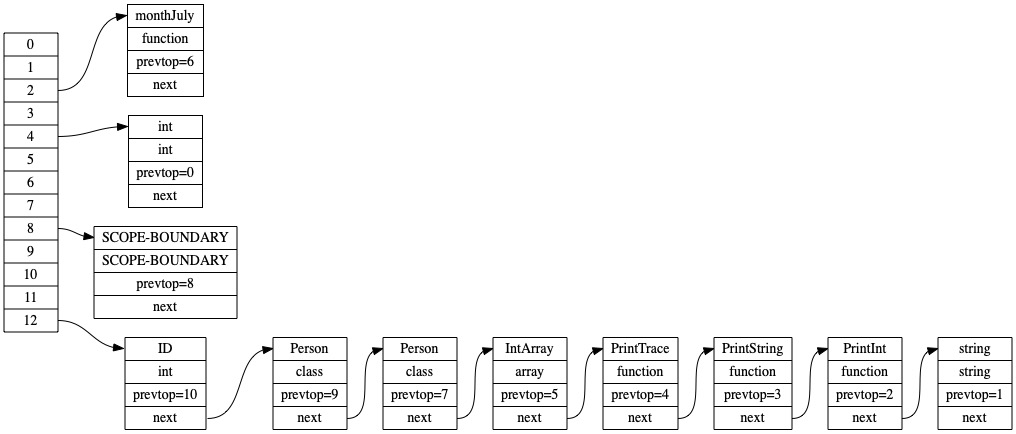 0
1
2
3
4
5
6
7
8
9
10
11
12
monthJuly
function
prevtop=6
next
int
int
prevtop=0
next
SCOPE-BOUNDARY
SCOPE-BOUNDARY
prevtop=8
next
ID
int
prevtop=10
next
Person
class
prevtop=9
next
Person
class
prevtop=7
next
IntArray
array
prevtop=5
next
PrintTrace
function
prevtop=4
next
PrintString
function
prevtop=3
next
PrintInt
function
prevtop=2
next
string
string
prevtop=1
next